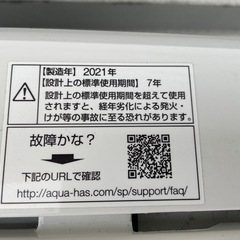 【製造年】2021年
【設計上の標準使用期間】7年
設計上の標準使用期間を超えて使用
されますと、経年劣化による発火・
けが等の事故に至る恐れがあります。
故障かな？
下記のURLで確認
http://aqua-has.com/sp/support/faq/